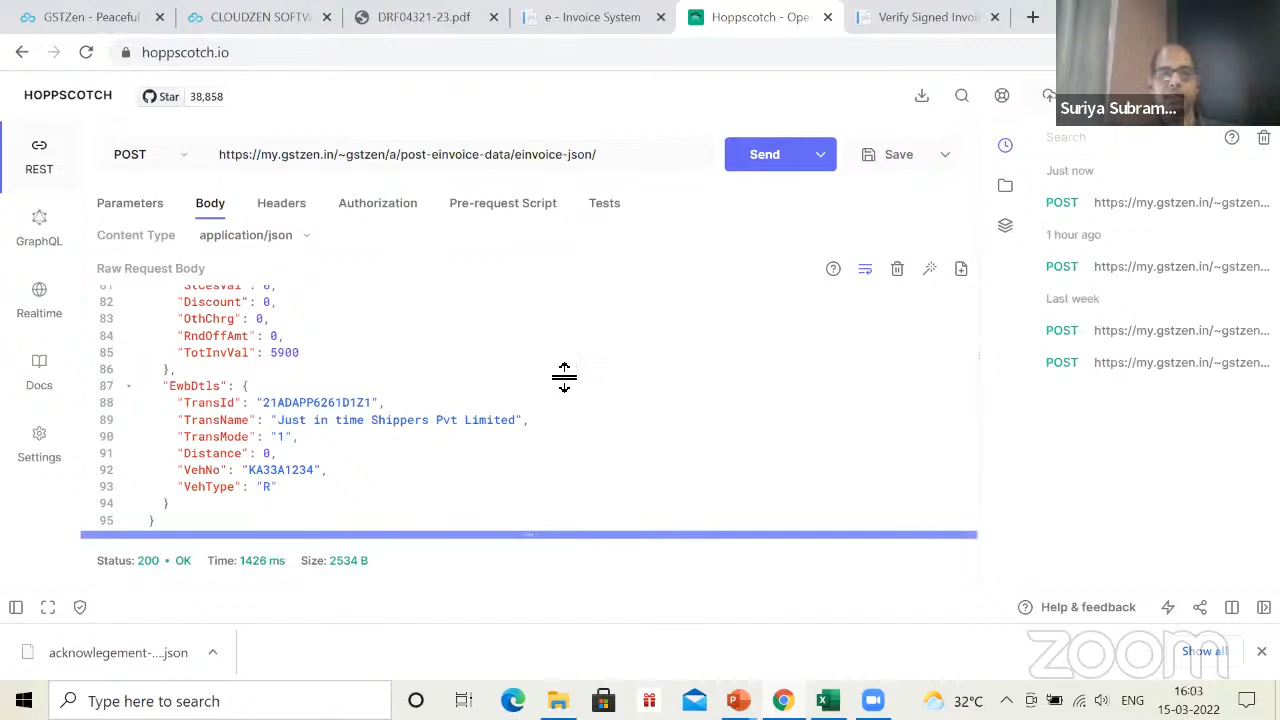 GSTZEN - Peaceful
CLOUDZEN SOFTW
DRF04322-23.pdf
e - Invoice System
Hoppscotch - Ope
Verify Signed Invoi
hoppscotch.io
Suriya Subram...
HOPPSCOTCH
Star 38,858
REST
GraphQL
Realtime
Docs
Settings
POST https://my.gstzen.in/~gstzen/a/post-einvoice-data/einvoice-json/ Send Save
Parameters Body Headers Authorization Pre-request Script Tests
Content Type application/json
Raw Request Body
81 "StCesVal": 0,
82 "Discount": 0,
83 "OthChrg": 0,
84 "RndOffAmt": 0,
85 "TotInvVal": 5900
86 },
87 "EwbDtls": {
88 "TransId": "21ADAPP6261D1Z1",
89 "TransName": "Just in time Shippers Pvt Limited",
90 "TransMode": "1",
91 "Distance": 0,
92 "VehNo": "KA33A1234",
93 "VehType": "R"
94 }
95 }
Status: 200 • OK Time: 1426 ms Size: 2534 B
Search
Just now
POST https://my.gstzen.in/~gstzen...
1 hour ago
POST https://my.gstzen.in/~gstzen...
Last week
POST https://my.gstzen.in/~gstzen...
POST https://my.gstzen.in/~gstzen...
Help & feedback
acknowlegement-....json
Show all
zoom
Type here to search
32°C
ENG
16:03
15-03-2022